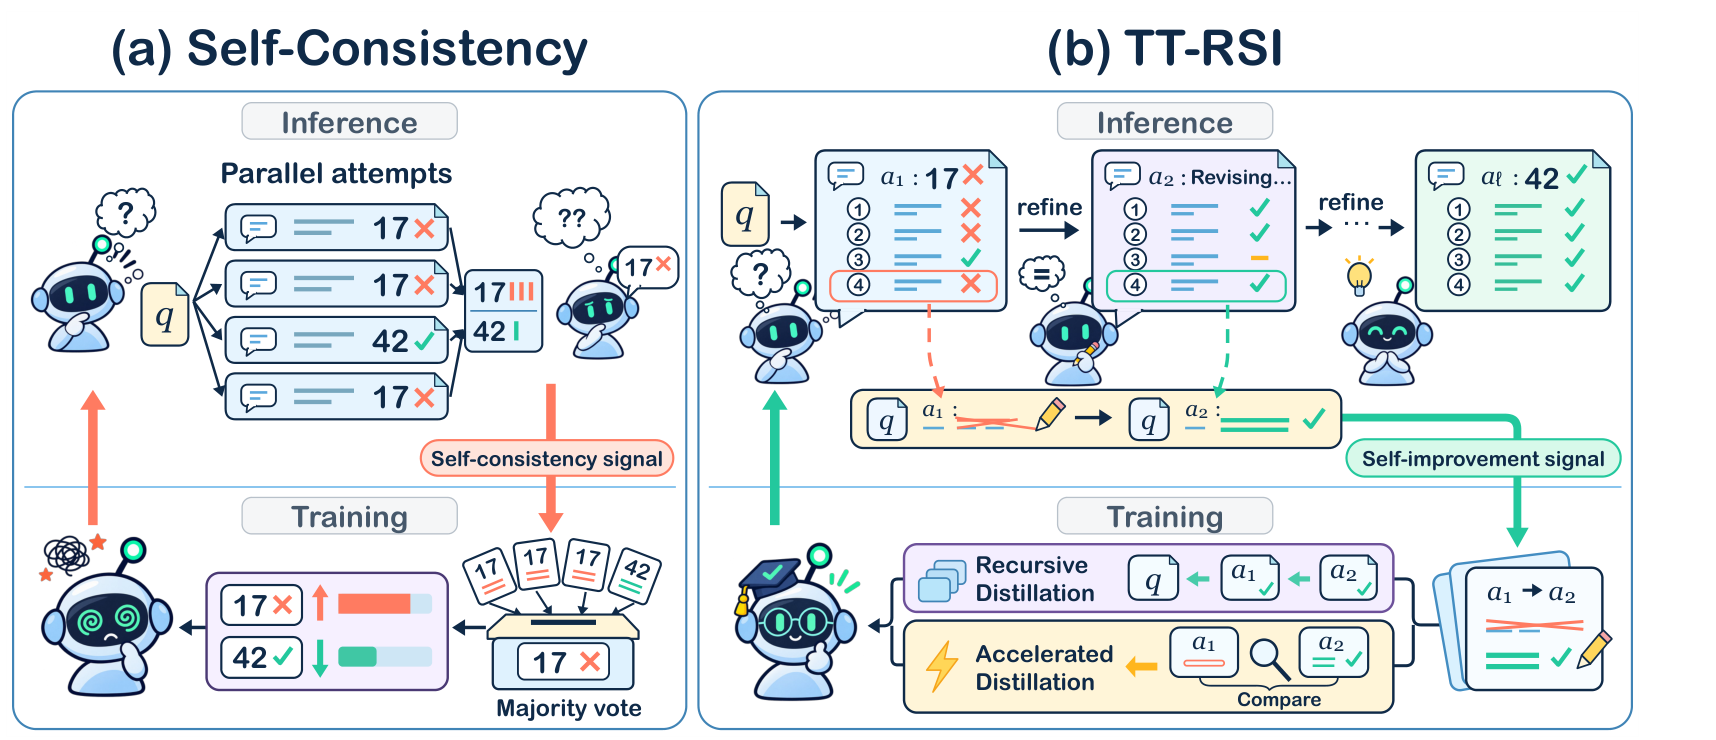 (a) Self-Consistency
Inference
Parallel attempts
?
q
17
17
42
17
17
42
??
17
Self-consistency signal
Training
17
42
17
17
17
42
17
Majority vote
(b) TT-RSI
Inference
q
?
a₁ : 17
1
2
3
4
refine
=
a₂ : Revising...
1
2
3
4
refine
...
aℓ : 42
1
2
3
4
q a₁ :
q a₂ :
Self-improvement signal
Training
Recursive
Distillation
q a₁ a₂
Accelerated
Distillation
a₁ a₂
Compare
a₁ → a₂